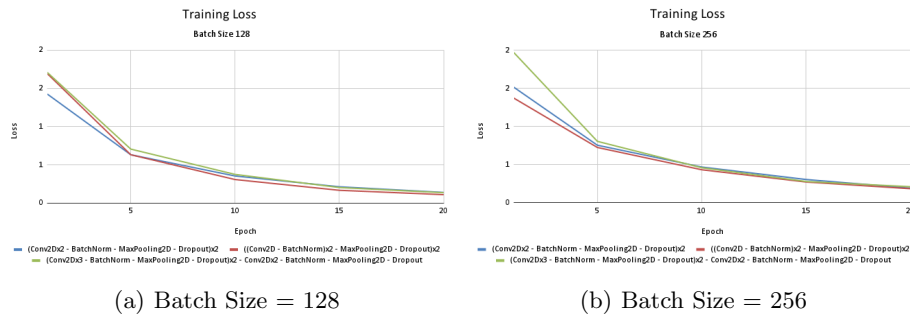 Training Loss
Batch Size 128
2
2
1
1
0
Loss
5
10
15
20
Epoch
(Conv2Dx2 - BatchNorm - MaxPooling2D - Dropout)x2
((Conv2D - BatchNorm)x2 - MaxPooling2D - Dropout)x2
(Conv2Dx3 - BatchNorm - MaxPooling2D - Dropout)x2 - Conv2Dx2 - BatchNorm - MaxPooling2D - Dropout
(a) Batch Size = 128
Training Loss
Batch Size 256
2
2
1
1
0
Loss
5
10
15
2
Epoch
(Conv2Dx2 - BatchNorm - MaxPooling2D - Dropout)x2
((Conv2D - BatchNorm)x2 - MaxPooling2D - Dropout)x2
(Conv2Dx3 - BatchNorm - MaxPooling2D - Dropout)x2 - Conv2Dx2 - BatchNorm - MaxPooling2D - Dropout
(b) Batch Size = 256